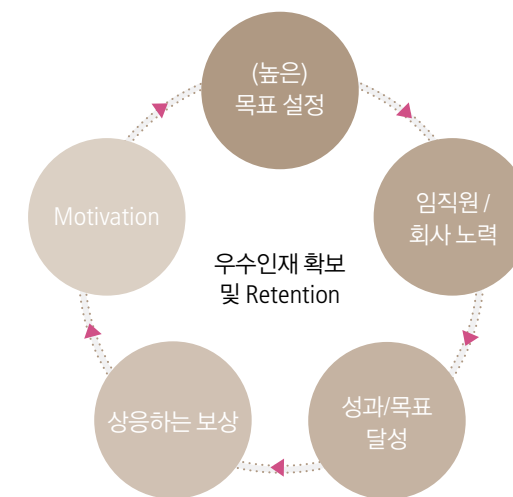 (높은)
목표 설정
임직원 /
회사 노력
성과/목표
달성
상응하는 보상
Motivation
우수인재 확보
및 Retention